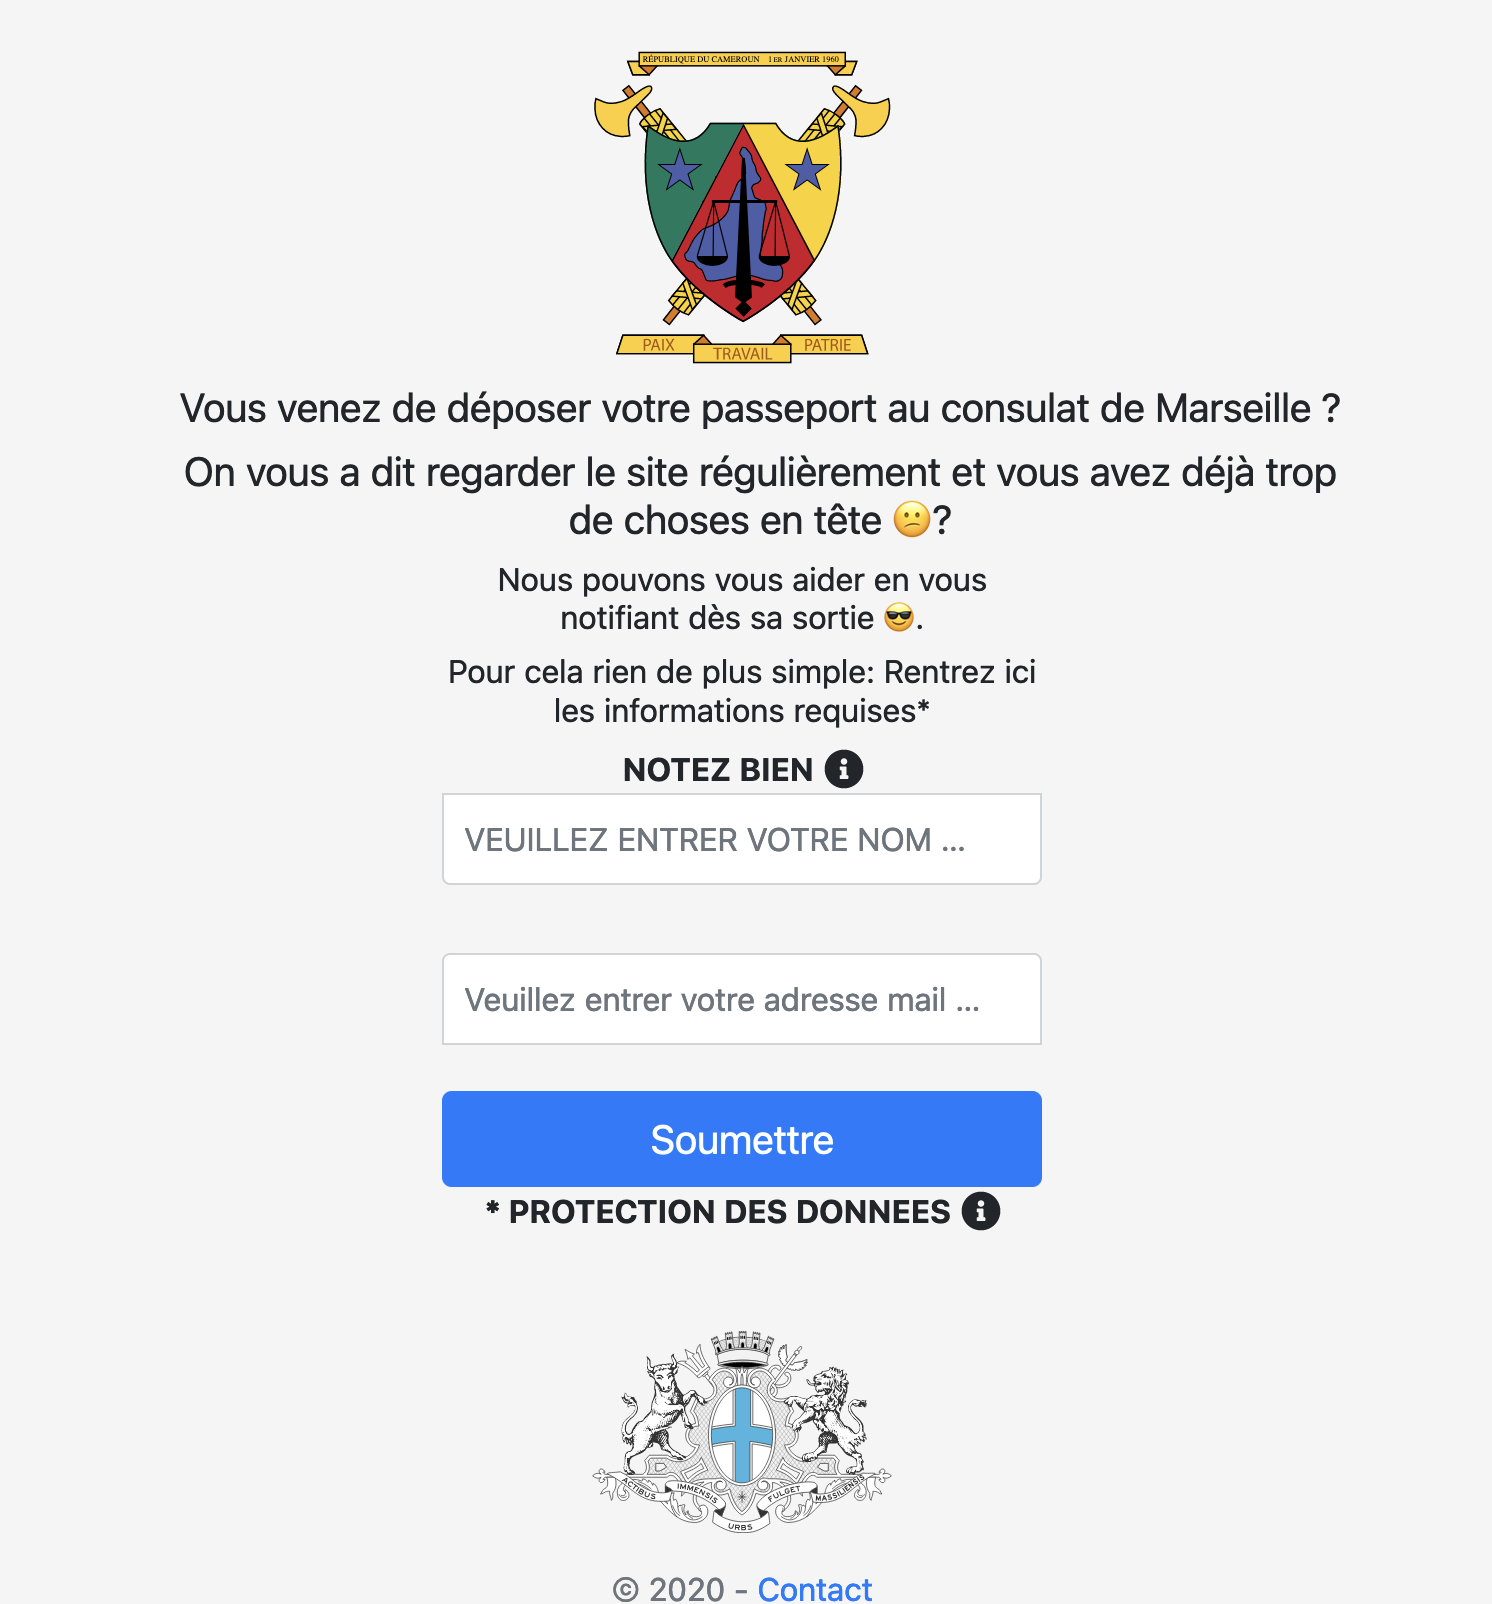 RÉPUBLIQUE DU CAMEROUN 1ER JANVIER 1960
PAIX TRAVAIL PATRIE
Vous venez de déposer votre passeport au consulat de Marseille ?
On vous a dit regarder le site régulièrement et vous avez déjà trop
de choses en tête 😕?
Nous pouvons vous aider en vous
notifiant dès sa sortie 😎.
Pour cela rien de plus simple: Rentrez ici
les informations requises*
NOTEZ BIEN
VEUILLEZ ENTRER VOTRE NOM ...
Veuillez entrer votre adresse mail ...
Soumettre
* PROTECTION DES DONNEES
ACTIBUS IMMENSIS URBS FULGET MASSILIENSIS
© 2020 - Contact